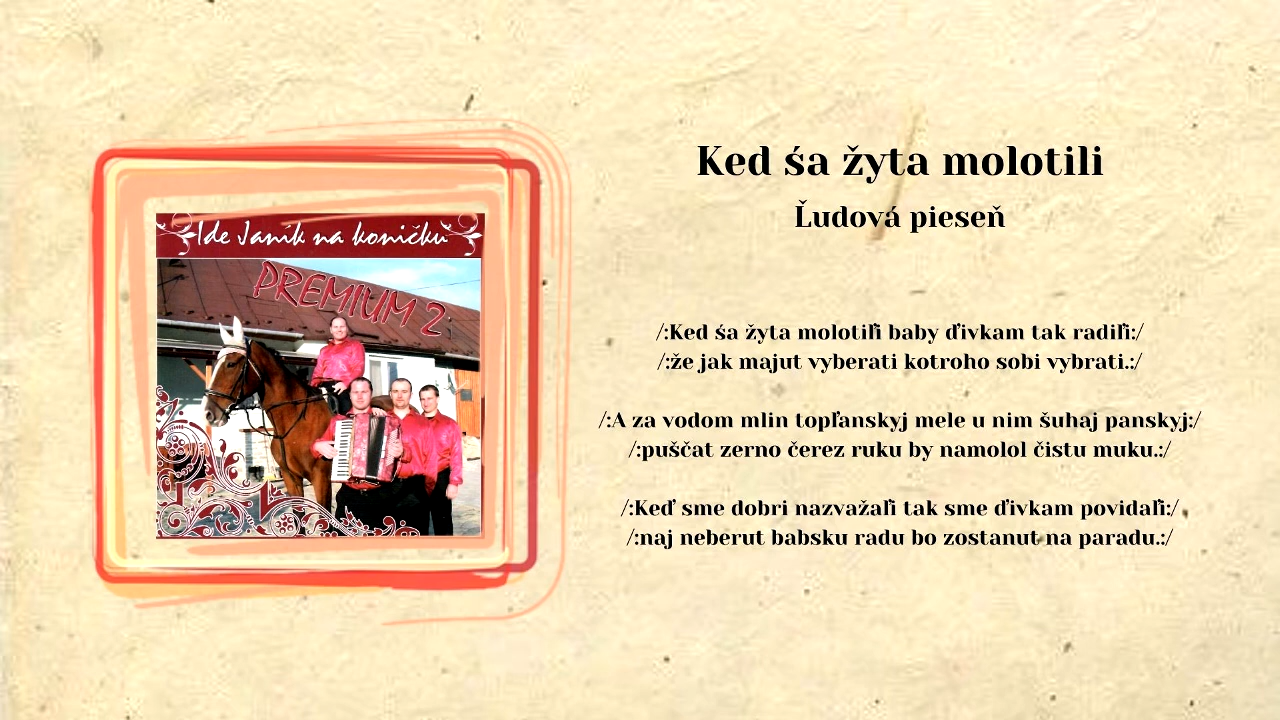 Ide Janík na koničku
PREMIUM 2
Ked śa žyta molotili
Ľudová pieseň
/:Ked śa žyta molotiľi baby ďivkam tak radiľi:/
/:že jak majut vyberati kotroho sobi vybrati.:/
/:A za vodom mlin topľanskyj mele u nim šuhaj panskyj:/
/:puščat zerno čerez ruku by namolol čistu muku.:/
/:Keď sme dobri nazvažaľi tak sme ďivkam povidaľi:/
/:naj neberut babsku radu bo zostanut na paradu.:/